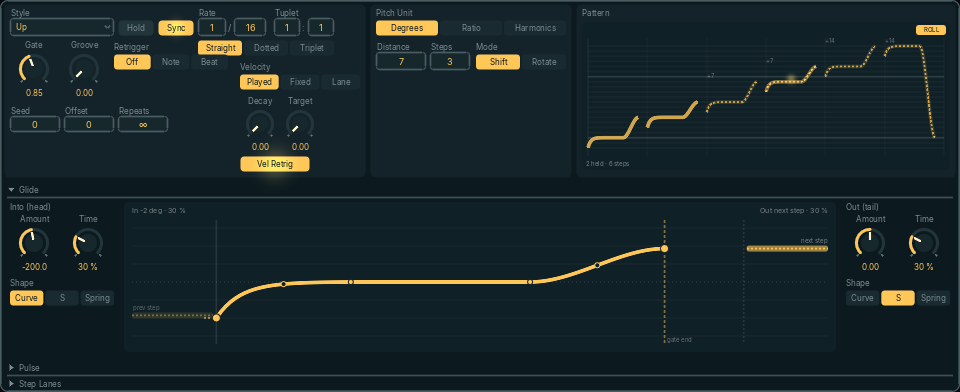 Style
Up
Hold
Sync
Rate
1 / 16
Tuplet
1 : 1
Straight
Dotted
Triplet
Gate
0.85
Groove
0.00
Retrigger
Off
Note
Beat
Velocity
Played
Fixed
Lane
Decay
0.00
Target
0.00
Vel Retrig
Seed
0
Offset
0
Repeats
∞
Pitch Unit
Degrees
Ratio
Harmonics
Distance
7
Steps
3
Mode
Shift
Rotate
Pattern
ROLL
+7
+7
+14
+14
2 held · 6 steps
Glide
Into (head)
Amount
-200.0
Time
30 %
Shape
Curve
S
Spring
In -2 deg · 30 %
Out next step · 30 %
prev step
next step
gate end
Out (tail)
Amount
0.00
Time
30 %
Shape
Curve
S
Spring
Pulse
Step Lanes